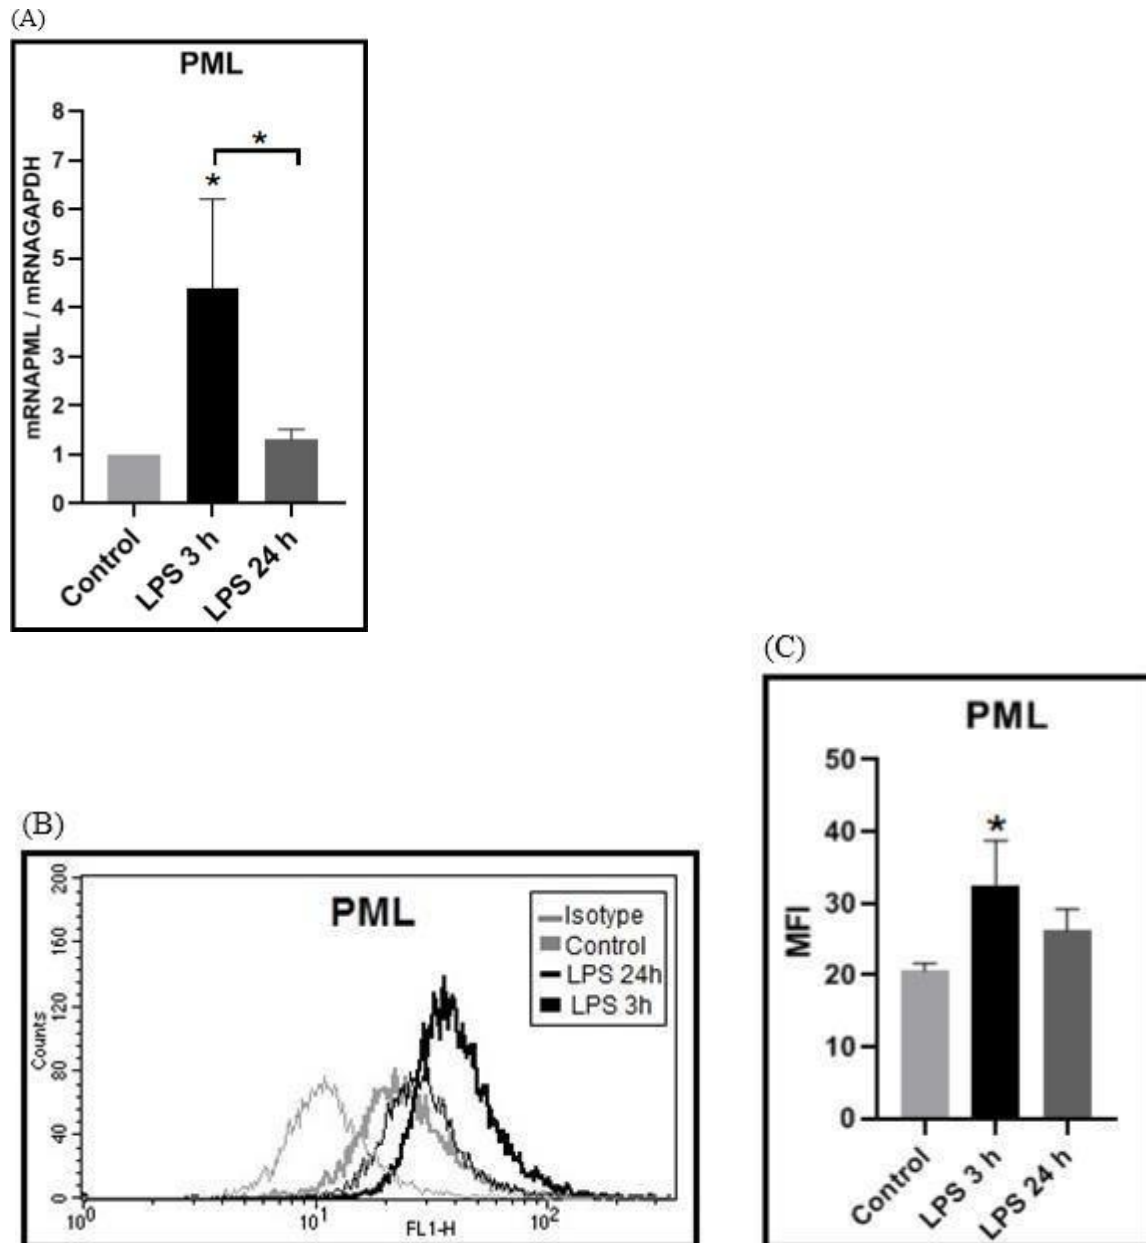 (A)
PML
8
7
6
5
4
3
2
1
0
mRNAPML / mRNAGAPDH
*
*
Control
LPS 3 h
LPS 24 h
(B)
PML
200
160
120
80
40
0
Counts
10⁰
10¹
10²
FL1-H
Isotype
Control
LPS 24h
LPS 3h
(C)
PML
50
40
30
20
10
0
MFI
*
Control
LPS 3 h
LPS 24 h